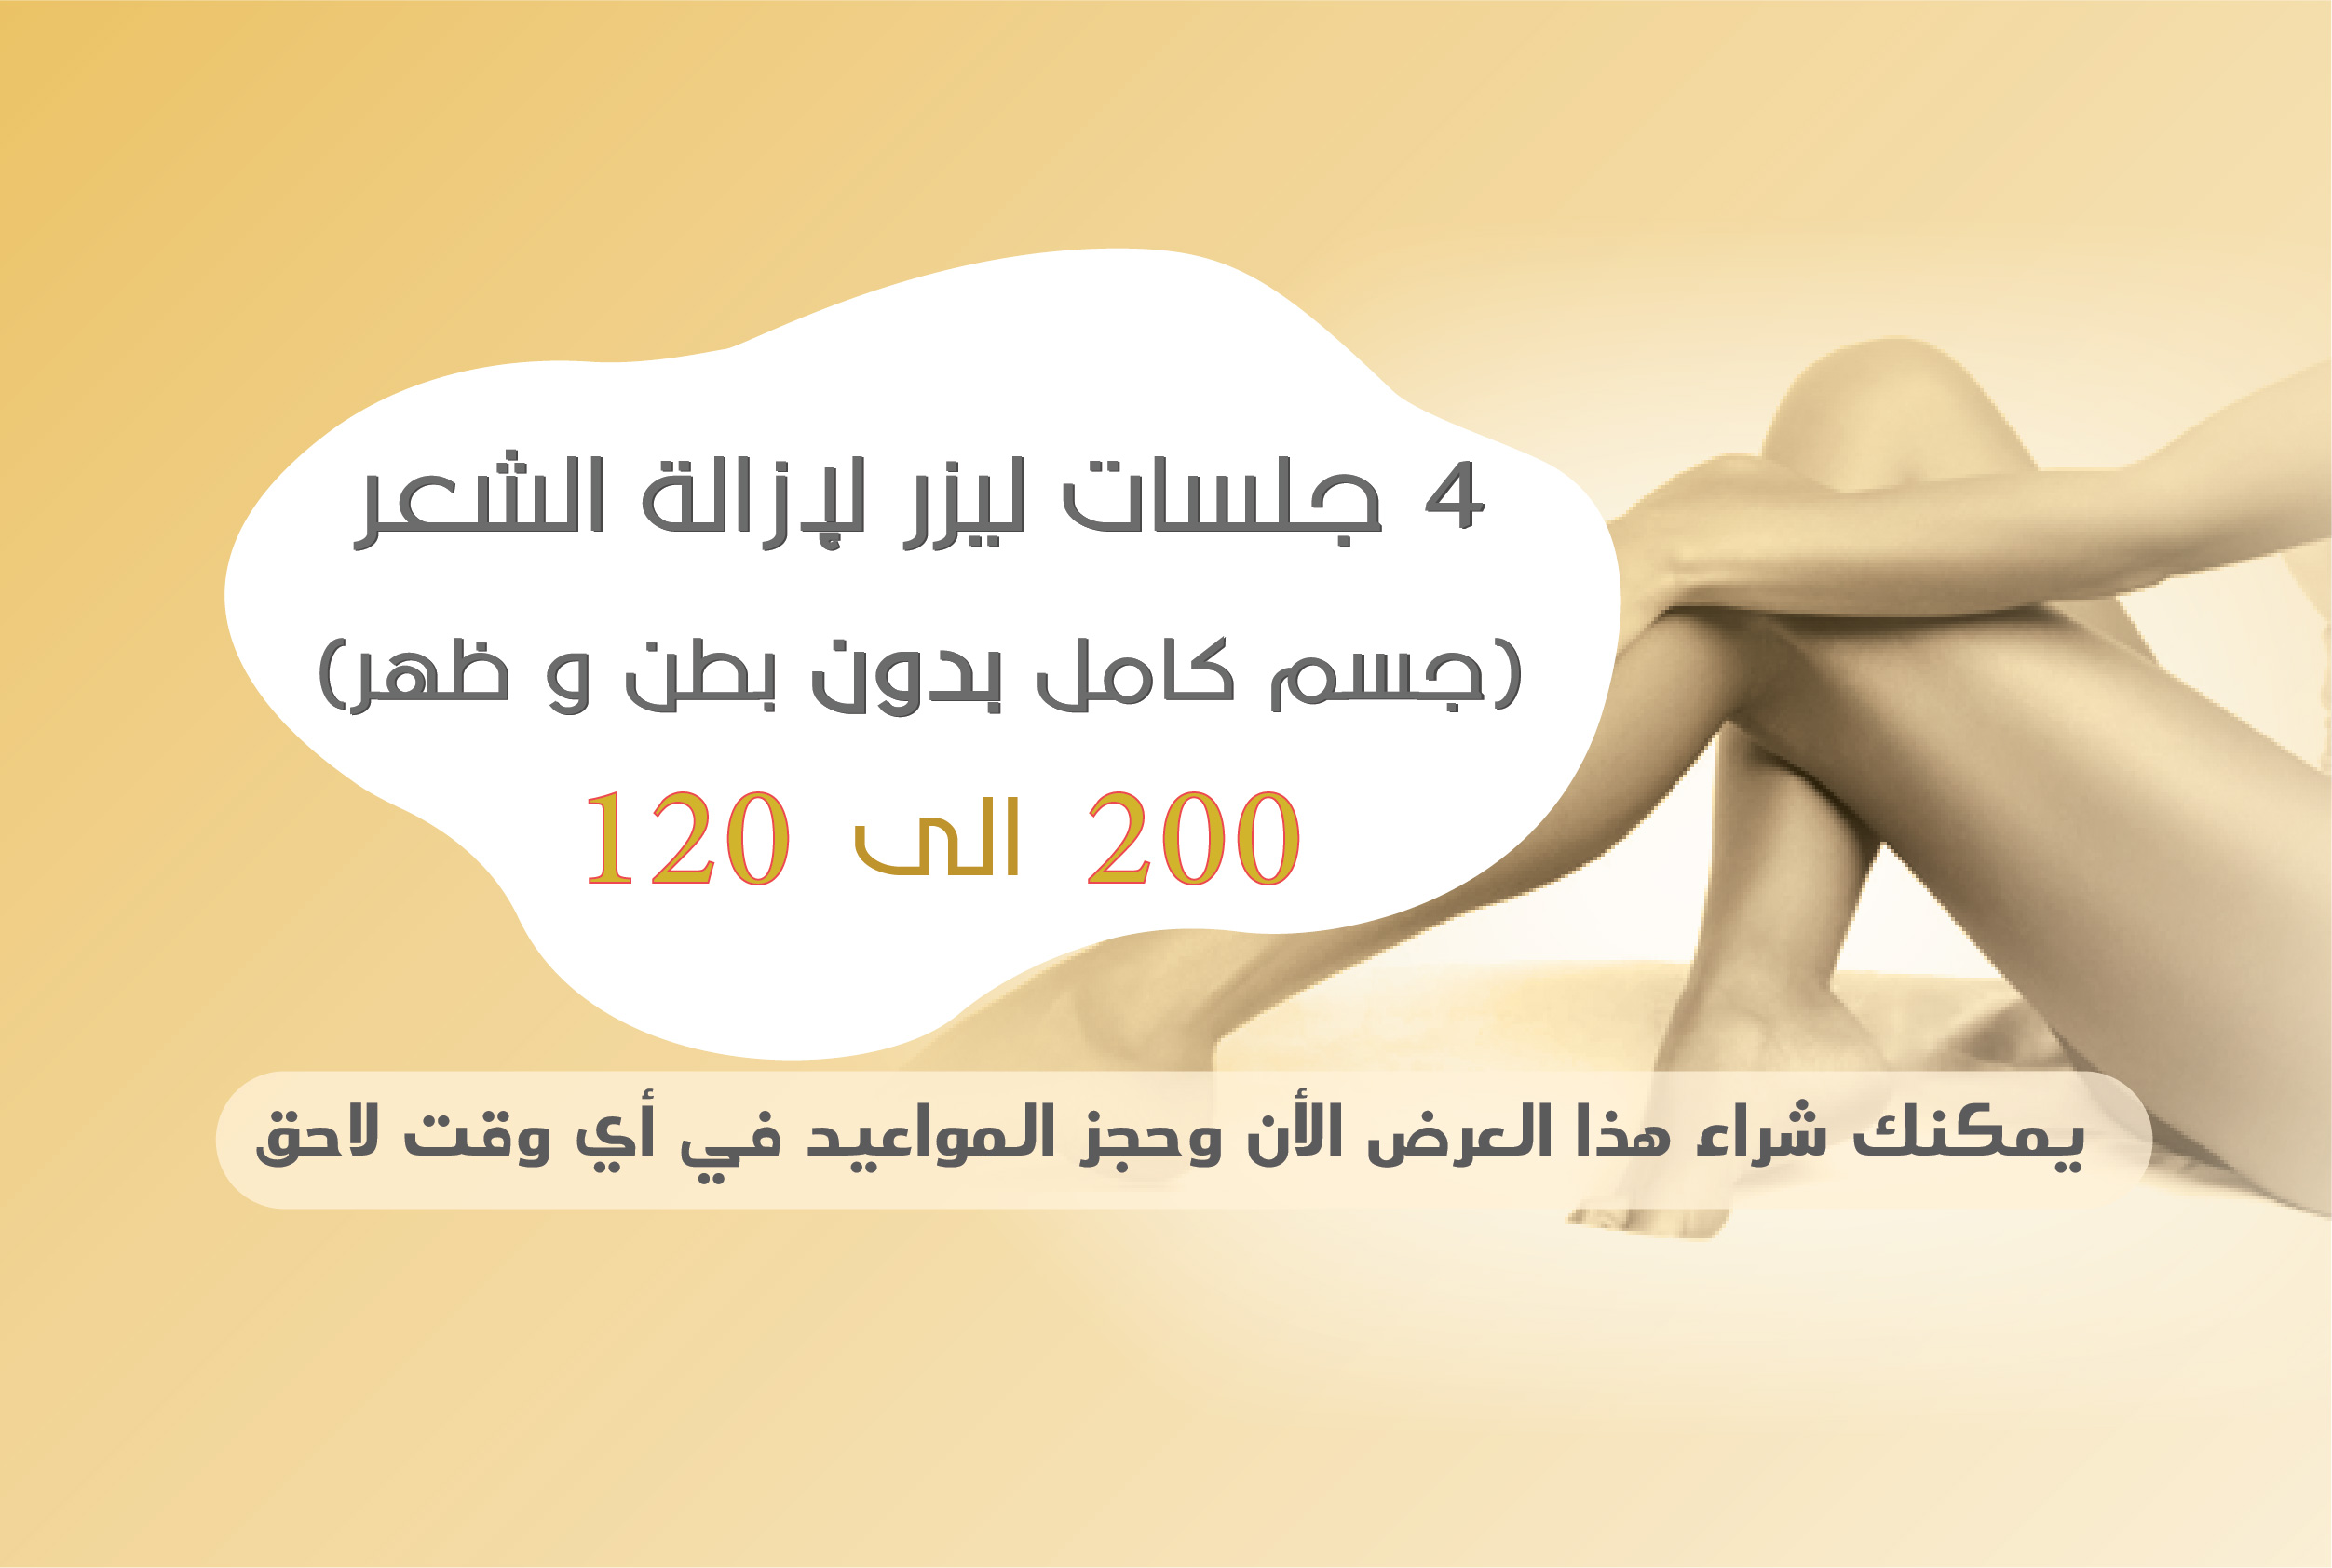 4 جلسات ليزر لإزالة الشعر
(جسم كامل بدون بطن و ظهر)
200 الى 120
يمكنك شراء هذا العرض الأن وحجز المواعيد في أي وقت لاحق